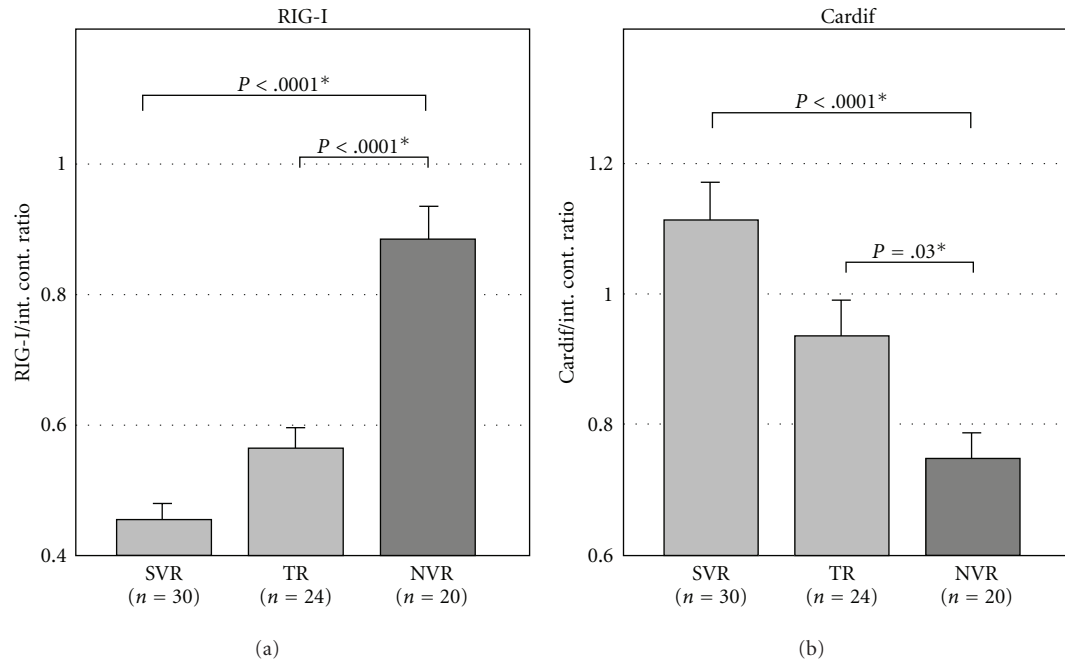 RIG-I
P < .0001*
P < .0001*
1
0.8
0.6
0.4
RIG-I/int. cont. ratio
SVR
(n = 30)
TR
(n = 24)
NVR
(n = 20)
(a)
Cardif
P < .0001*
P = .03*
1.2
1
0.8
0.6
Cardif/int. cont. ratio
SVR
(n = 30)
TR
(n = 24)
NVR
(n = 20)
(b)